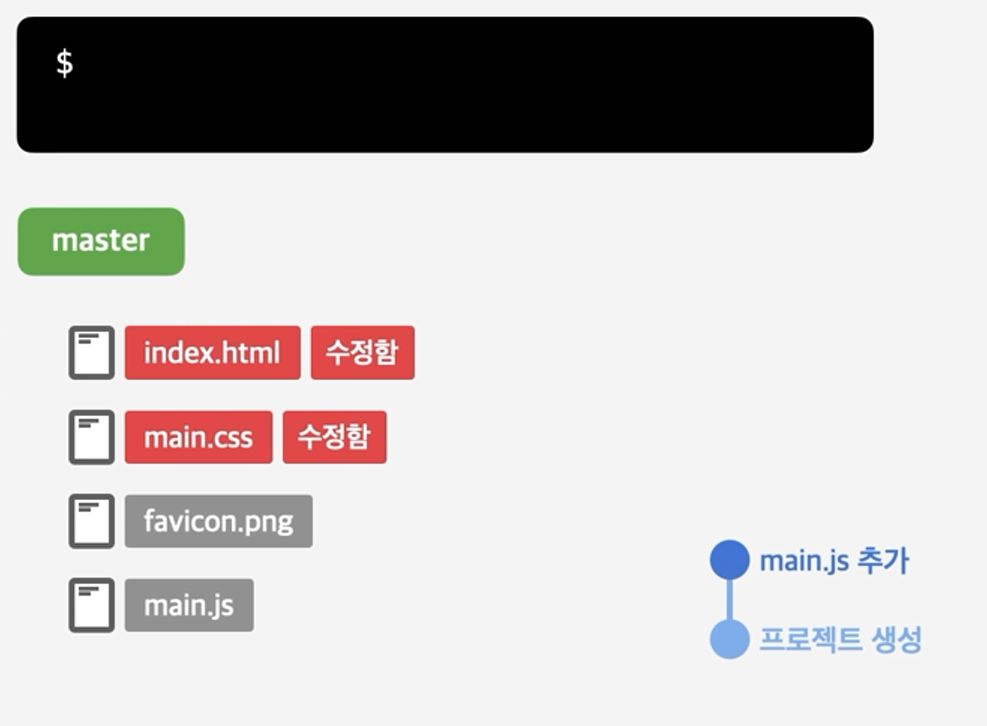 $
master
index.html 수정함
main.css 수정함
favicon.png
main.js
main.js 추가
프로젝트 생성